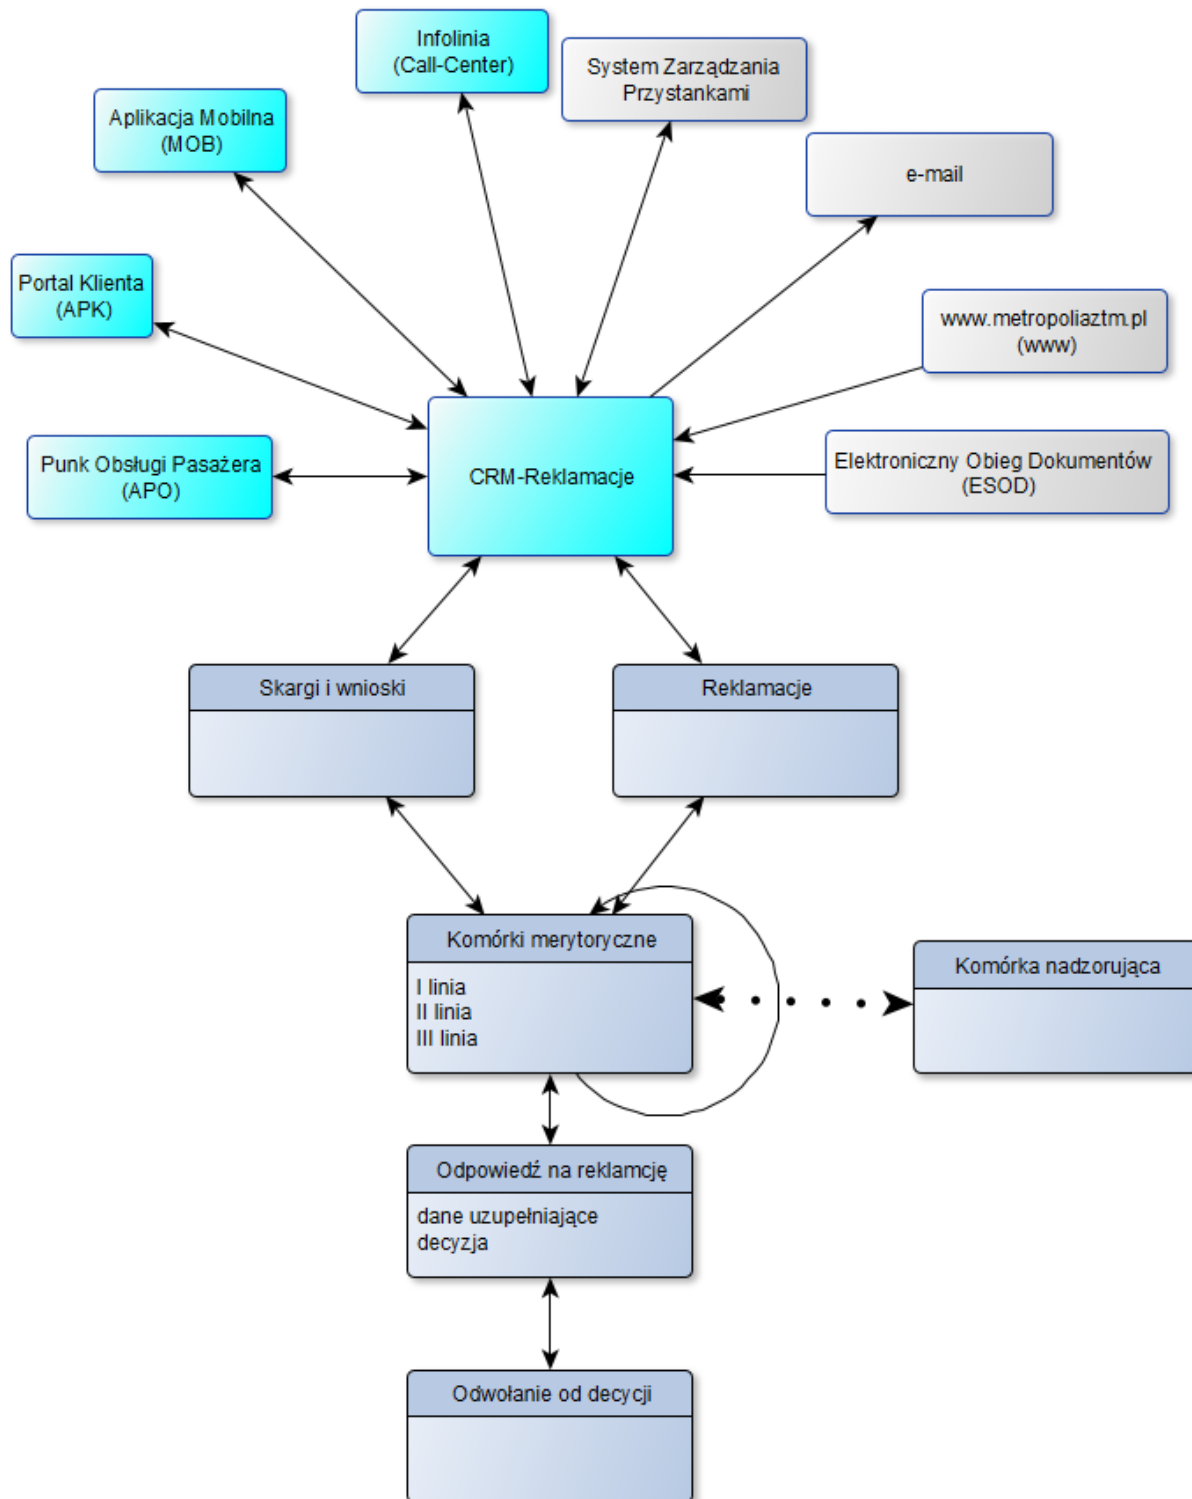 Infolinia
(Call-Center)
System Zarządzania
Przystankami
Aplikacja Mobilna
(MOB)
e-mail
Portal Klienta
(APK)
www.metropoliaztm.pl
(www)
Punk Obsługi Pasażera
(APO)
CRM-Reklamacje
Elektroniczny Obieg Dokumentów
(ESOD)
Skargi i wnioski
Reklamacje
Komórki merytoryczne
I linia
II linia
III linia
Komórka nadzorująca
Odpowiedź na reklamcję
dane uzupełniające
decyzja
Odwołanie od decycji